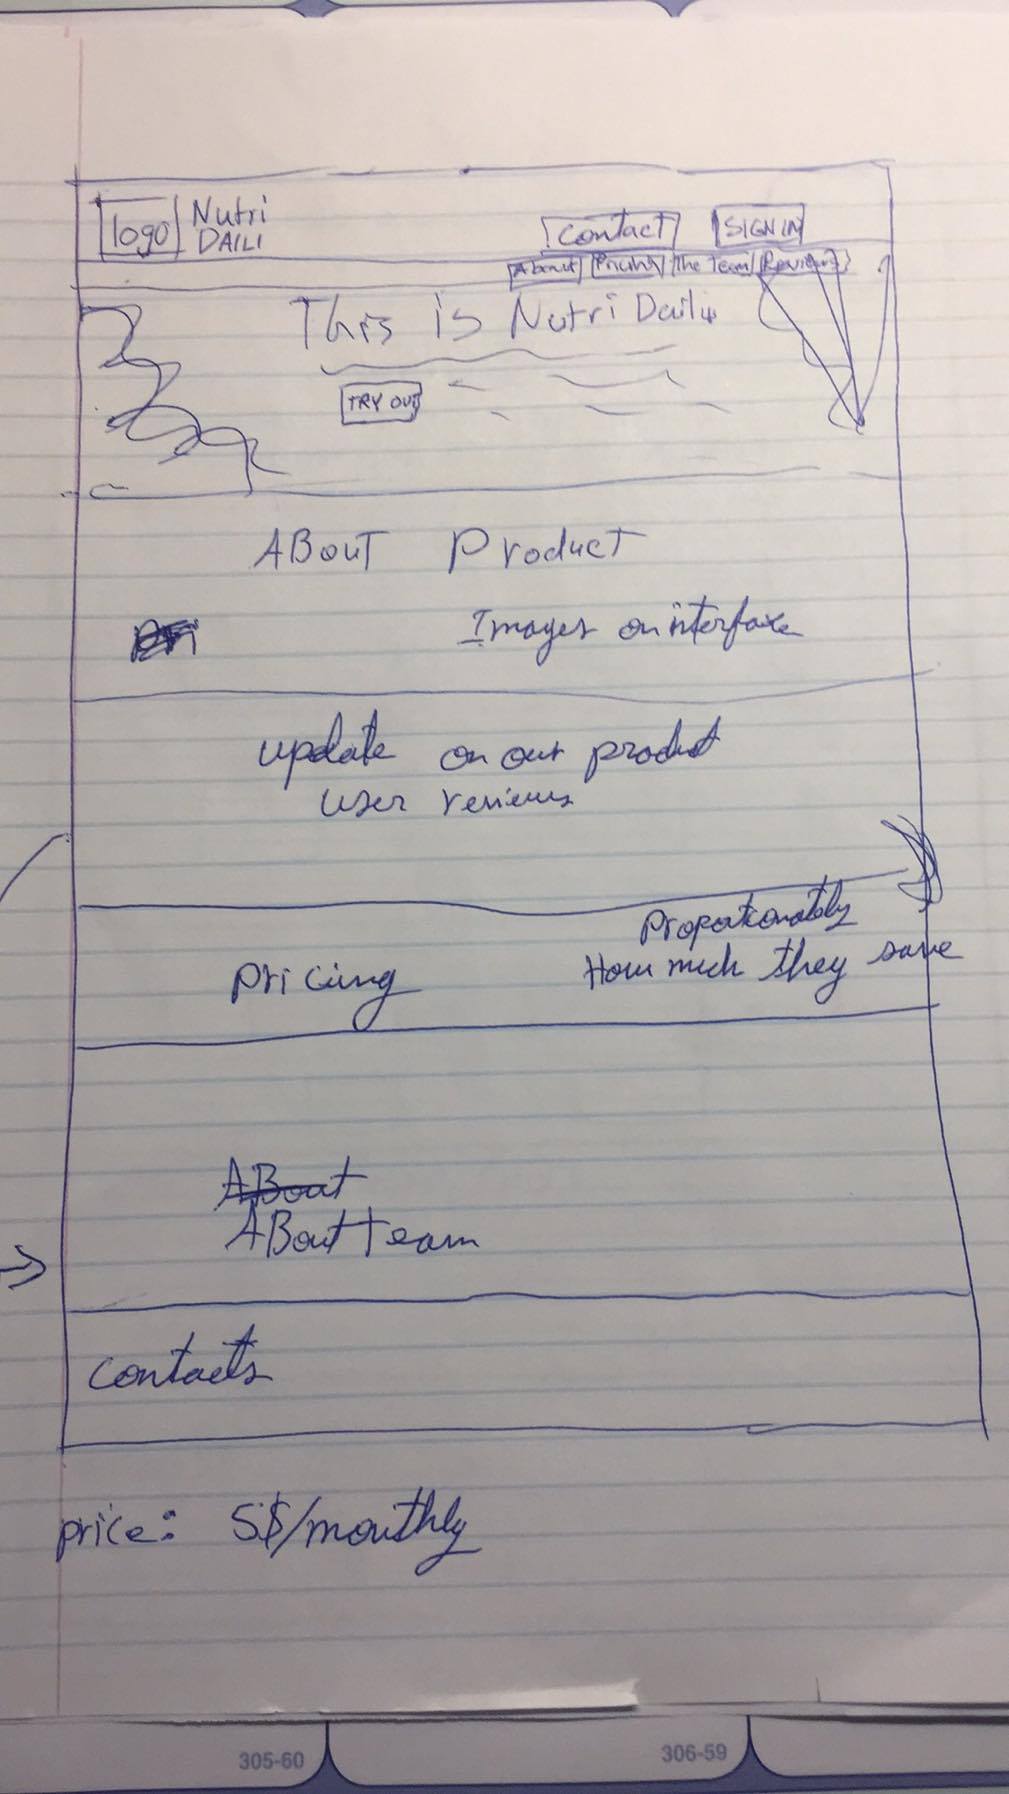 logo Nutri
DAILI
Contact SIGN IN
About Pricing The Team Reviews
This is Nutri Daili
TRY OUT
ABOUT Product
Images on interface
update on our product
user reviews
Proportionately
pricing How much they save
ABout
ABout team
contacts
price: 5$/monthly
305-60 306-59